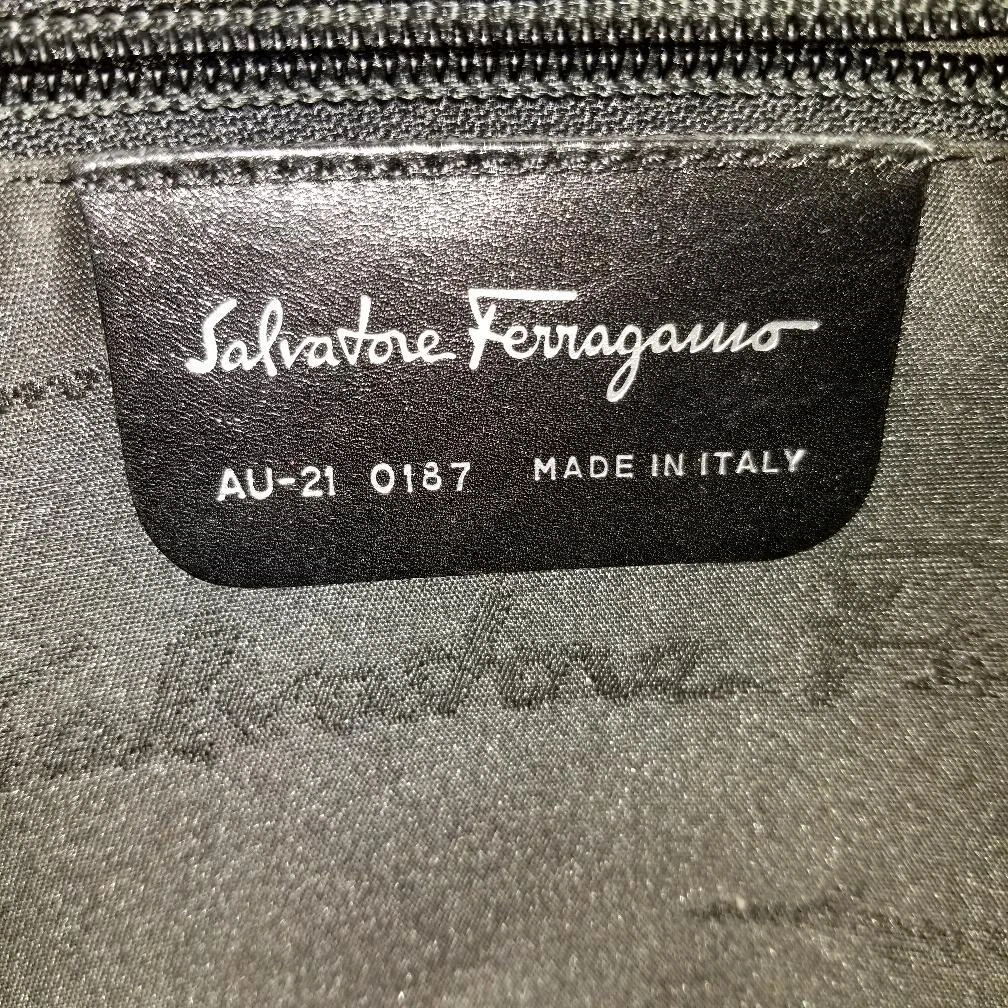 Salvatore Ferragamo
AU-21 0187 MADE IN ITALY